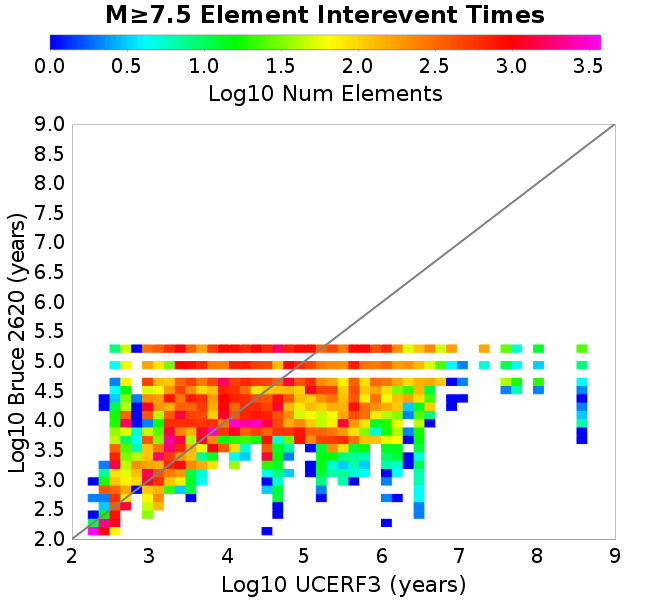 M≥7.5 Element Interevent Times
0.0 0.5 1.0 1.5 2.0 2.5 3.0 3.5
Log10 Num Elements
9.0
8.5
8.0
7.5
7.0
6.5
6.0
5.5
5.0
4.5
4.0
3.5
3.0
2.5
2.0
Log10 Bruce 2620 (years)
2 3 4 5 6 7 8 9
Log10 UCERF3 (years)